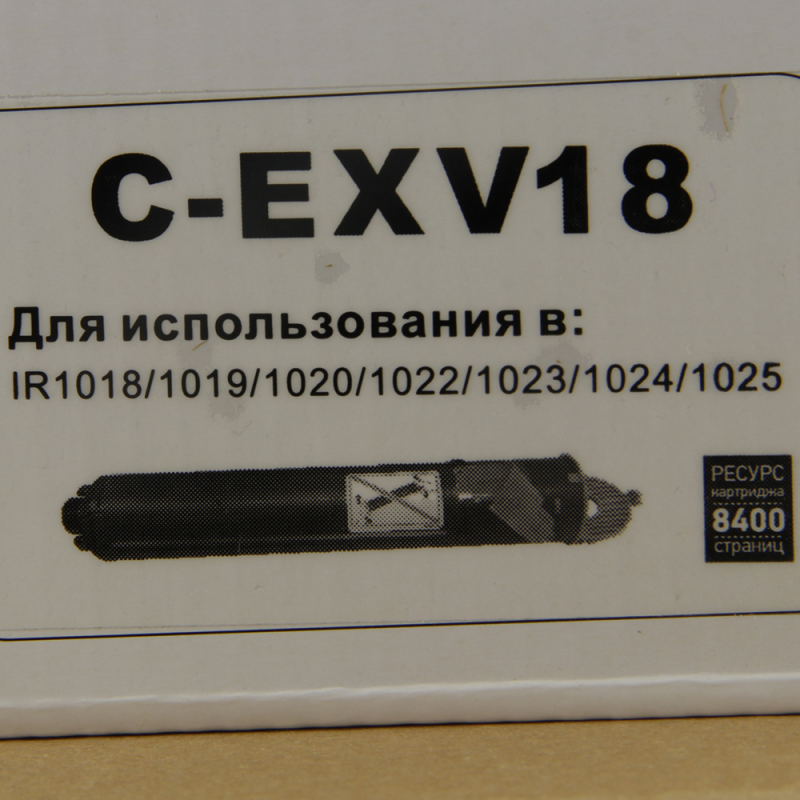 C-EXV18
Для использования в:
IR1018/1019/1020/1022/1023/1024/1025
РЕСУРС
картриджа
8400
страниц